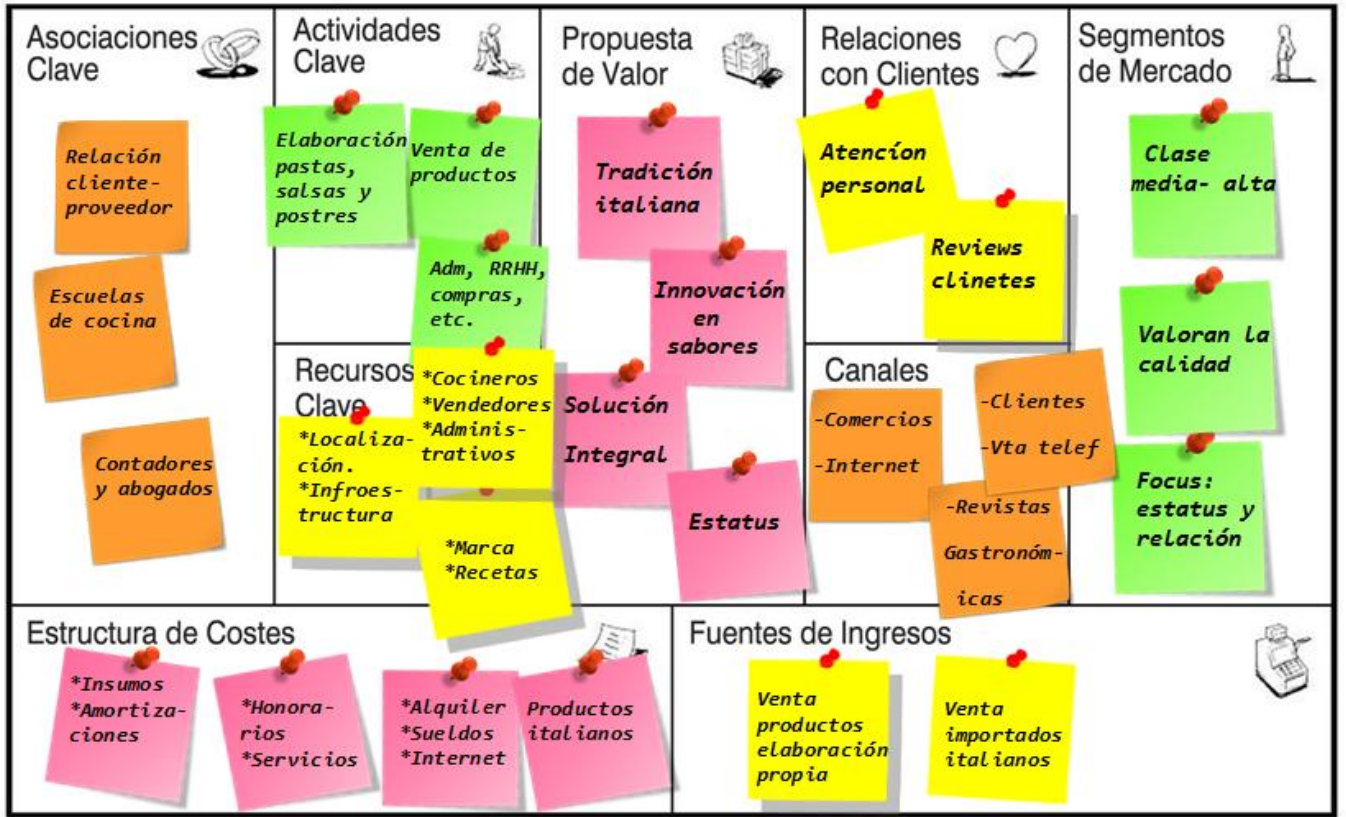 Asociaciones
Clave
Relación
cliente-
proveedor
Escuelas
de cocina
Contadores
y abogados
Actividades
Clave
Elaboración
pastas,
salsas y
postres
Venta de
productos
Adm, RRHH,
compras,
etc.
Recursos
Clave
*Cocineros
*Vendedores
*Adminis-
trativos
*Localiza-
ción.
*Infroes-
tructura
*Marca
*Recetas
Propuesta
de Valor
Tradición
italiana
Innovación
en
sabores
Solución
Integral
Estatus
Relaciones
con Clientes
Atencíon
personal
Reviews
clinetes
Canales
-Comercios
-Internet
-Clientes
-Vta telef
-Revistas
Gastronóm-
icas
Segmentos
de Mercado
Clase
media- alta
Valoran la
calidad
Focus:
estatus y
relación
Estructura de Costes
*Insumos
*Amortiza-
ciones
*Honora-
rios
*Servicios
*Alquiler
*Sueldos
*Internet
Productos
italianos
Fuentes de Ingresos
Venta
productos
elaboración
propia
Venta
importados
italianos